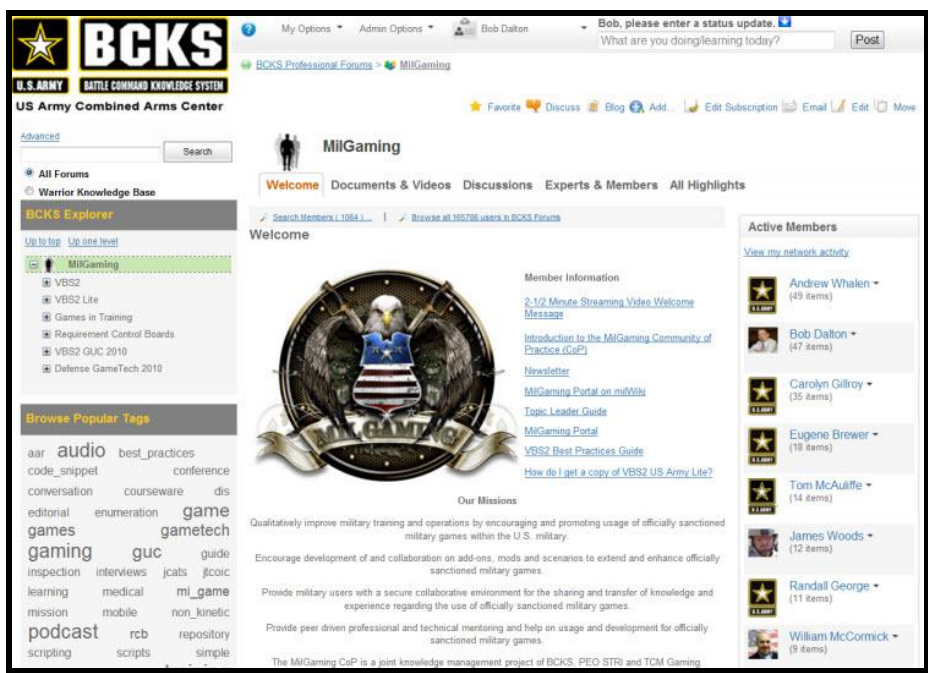 BCKS
U.S.ARMY BATTLE COMMAND KNOWLEDGE SYSTEM
US Army Combined Arms Center
My Options Admin Options Bob Dalton
Bob, please enter a status update.
What are you doing/learning today? Post
BCKS Professional Forums > MilGaming
Favorite Discuss Blog Add... Edit Subscription Email Edit Move
Advanced
Search
All Forums
Warrior Knowledge Base
BCKS Explorer
Up to top Up one level
MilGaming
VBS2
VBS2 Lite
Games in Training
Requirement Control Boards
VBS2 GUC 2010
Defense GameTech 2010
Browse Popular Tags
aar audio best_practices
code_snippet conference
conversation courseware dis
editorial enumeration game
games gametech
gaming guc guide
inspection interviews jcats jtcoic
learning medical mi_game
mission mobile non_kinetic
podcast rcb repository
scripting scripts simple
MilGaming
Welcome Documents & Videos Discussions Experts & Members All Highlights
Search Members ( 1064 )... | Browse all 165786 users in BCKS Forums
Welcome
MIL GAMING
Member Information
2-1/2 Minute Streaming Video Welcome
Message
Introduction to the MilGaming Community of
Practice (CoP)
Newsletter
MilGaming Portal on milWiki
Topic Leader Guide
MilGaming Portal
VBS2 Best Practices Guide
How do I get a copy of VBS2 US Army Lite?
Our Missions
Qualitatively improve military training and operations by encouraging and promoting usage of officially sanctioned
military games within the U.S. military.
Encourage development of and collaboration on add-ons, mods and scenarios to extend and enhance officially
sanctioned military games.
Provide military users with a secure collaborative environment for the sharing and transfer of knowledge and
experience regarding the use of officially sanctioned military games.
Provide peer driven professional and technical mentoring and help on usage and development for officially
sanctioned military games.
The MilGaming CoP is a joint knowledge management project of BCKS, PEO STRI and TCM Gaming
Active Members
View my network activity
Andrew Whalen
(49 items)
Bob Dalton
(47 items)
Carolyn Gillroy
(35 items)
Eugene Brewer
(18 items)
Tom McAuliffe
(14 items)
James Woods
(12 items)
Randall George
(11 items)
William McCormick
(9 items)